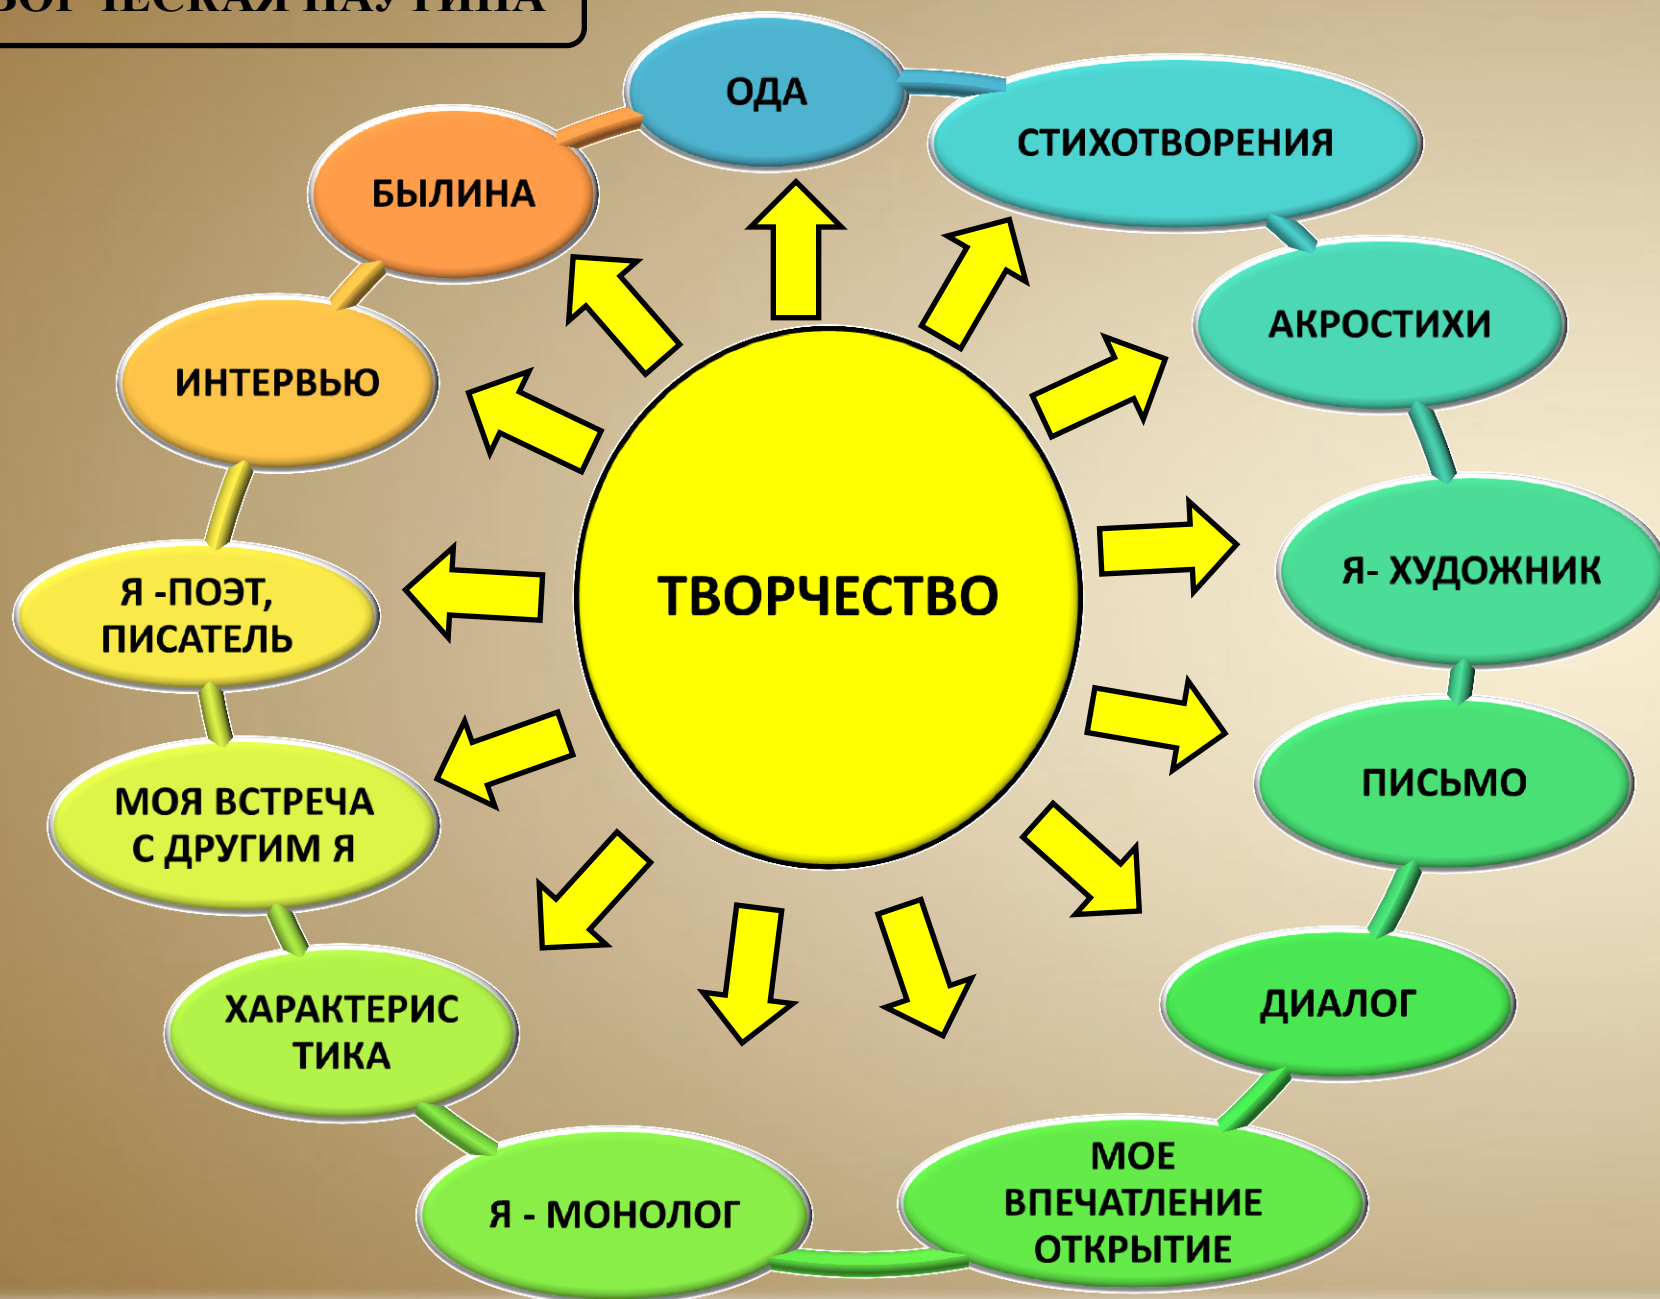 ПАУТИНА
ОДА
СТИХОТВОРЕНИЯ
АКРОСТИХИ
Я- ХУДОЖНИК
ПИСЬМО
ДИАЛОГ
МОЕ
ВПЕЧАТЛЕНИЕ
ОТКРЫТИЕ
Я - МОНОЛОГ
ХАРАКТЕРИС
ТИКА
МОЯ ВСТРЕЧА
С ДРУГИМ Я
Я -ПОЭТ,
ПИСАТЕЛЬ
ИНТЕРВЬЮ
БЫЛИНА
ТВОРЧЕСТВО